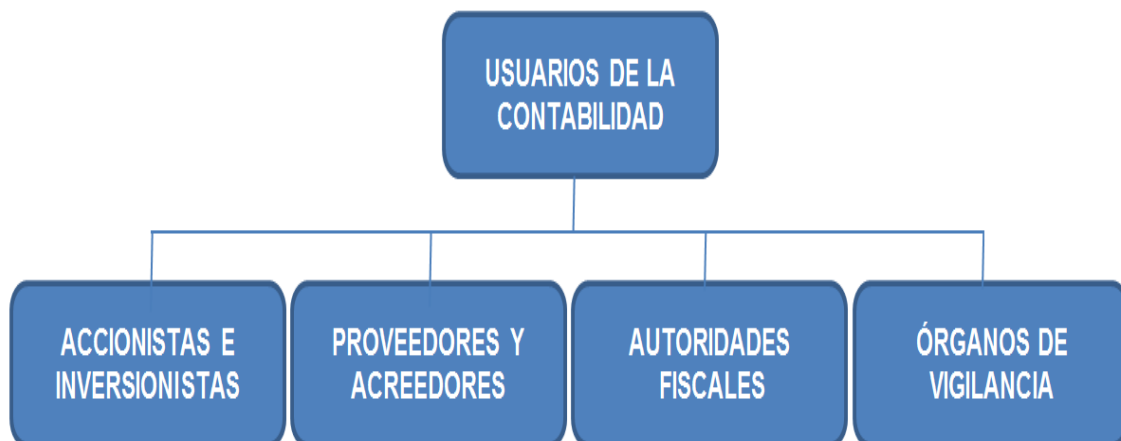 USUARIOS DE LA
CONTABILIDAD
ACCIONISTAS E
INVERSIONISTAS
PROVEEDORES Y
ACREEDORES
AUTORIDADES
FISCALES
ÓRGANOS DE
VIGILANCIA